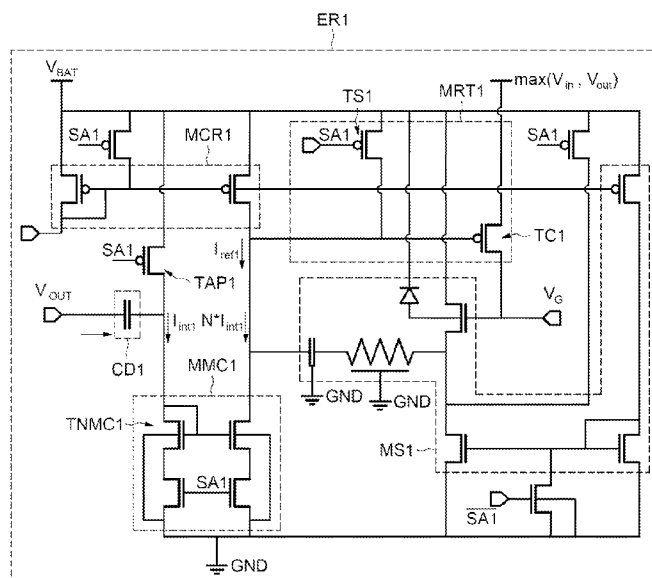 ER1
V_BAT
max(V_in , V_out)
TS1
MRT1
SA1
MCR1
SA1
SA1
I_ref1
TC1
SA1
TAP1
V_OUT
V_G
I_int1
N*I_int1
CD1
MMC1
GND
GND
TNMC1
MS1
SA1
SA1
GND